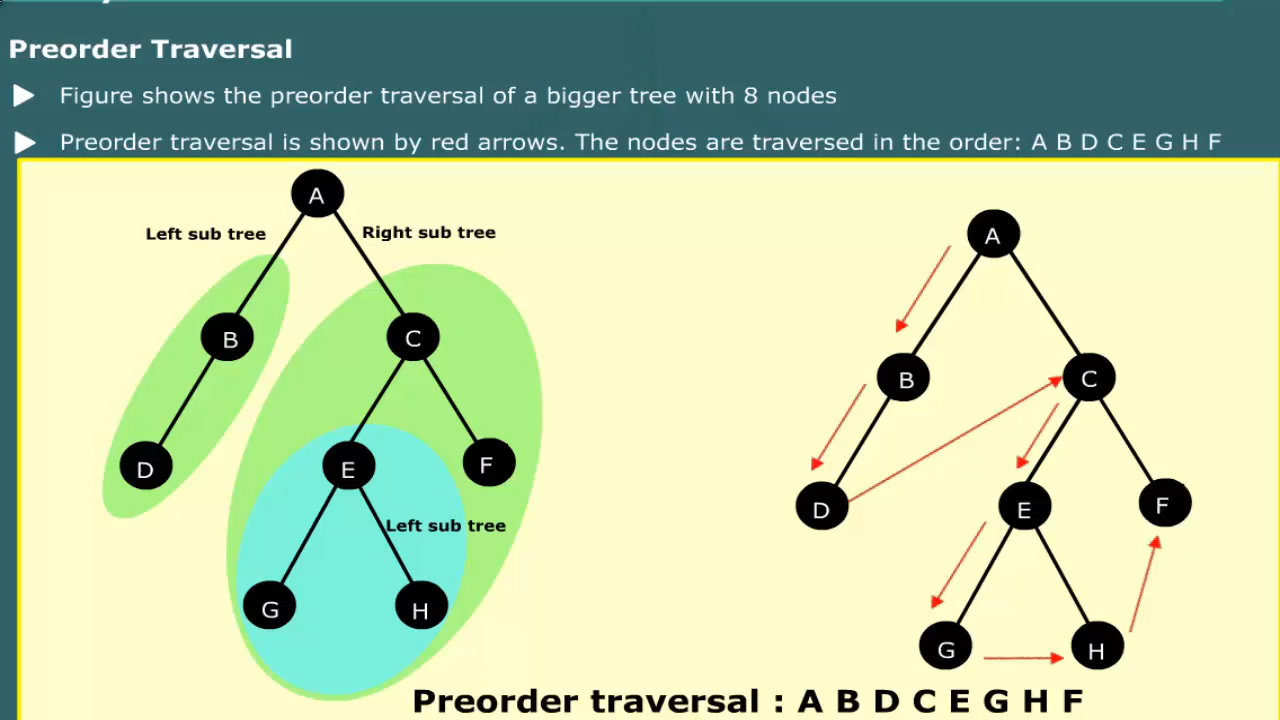 Preorder Traversal
Figure shows the preorder traversal of a bigger tree with 8 nodes
Preorder traversal is shown by red arrows. The nodes are traversed in the order: A B D C E G H F
A
Left sub tree
Right sub tree
B
C
D
E
F
Left sub tree
G
H
A
B
C
D
E
F
G
H
Preorder traversal : A B D C E G H F